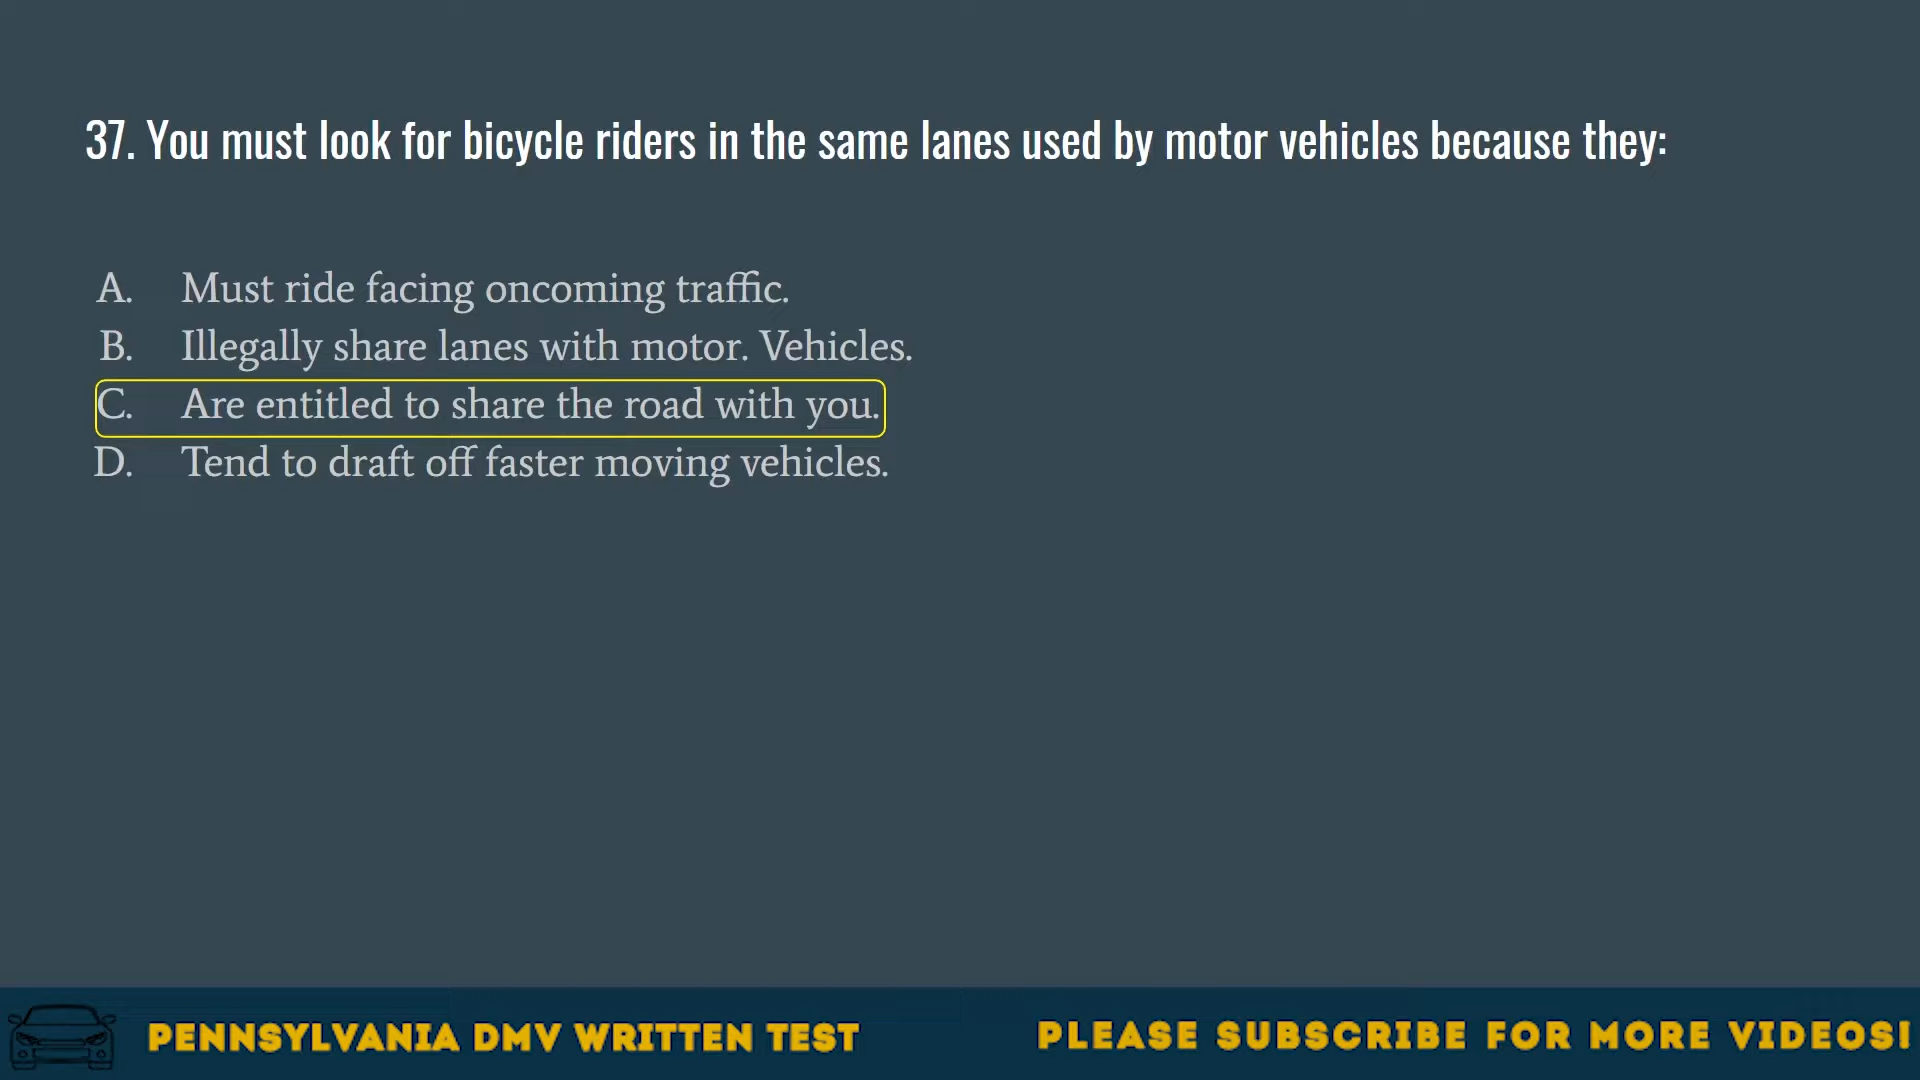 37. You must look for bicycle riders in the same lanes used by motor vehicles because they:
A. Must ride facing oncoming traffic.
B. Illegally share lanes with motor. Vehicles.
C. Are entitled to share the road with you.
D. Tend to draft off faster moving vehicles.
PENNSYLVANIA DMV WRITTEN TEST
PLEASE SUBSCRIBE FOR MORE VIDEOS!